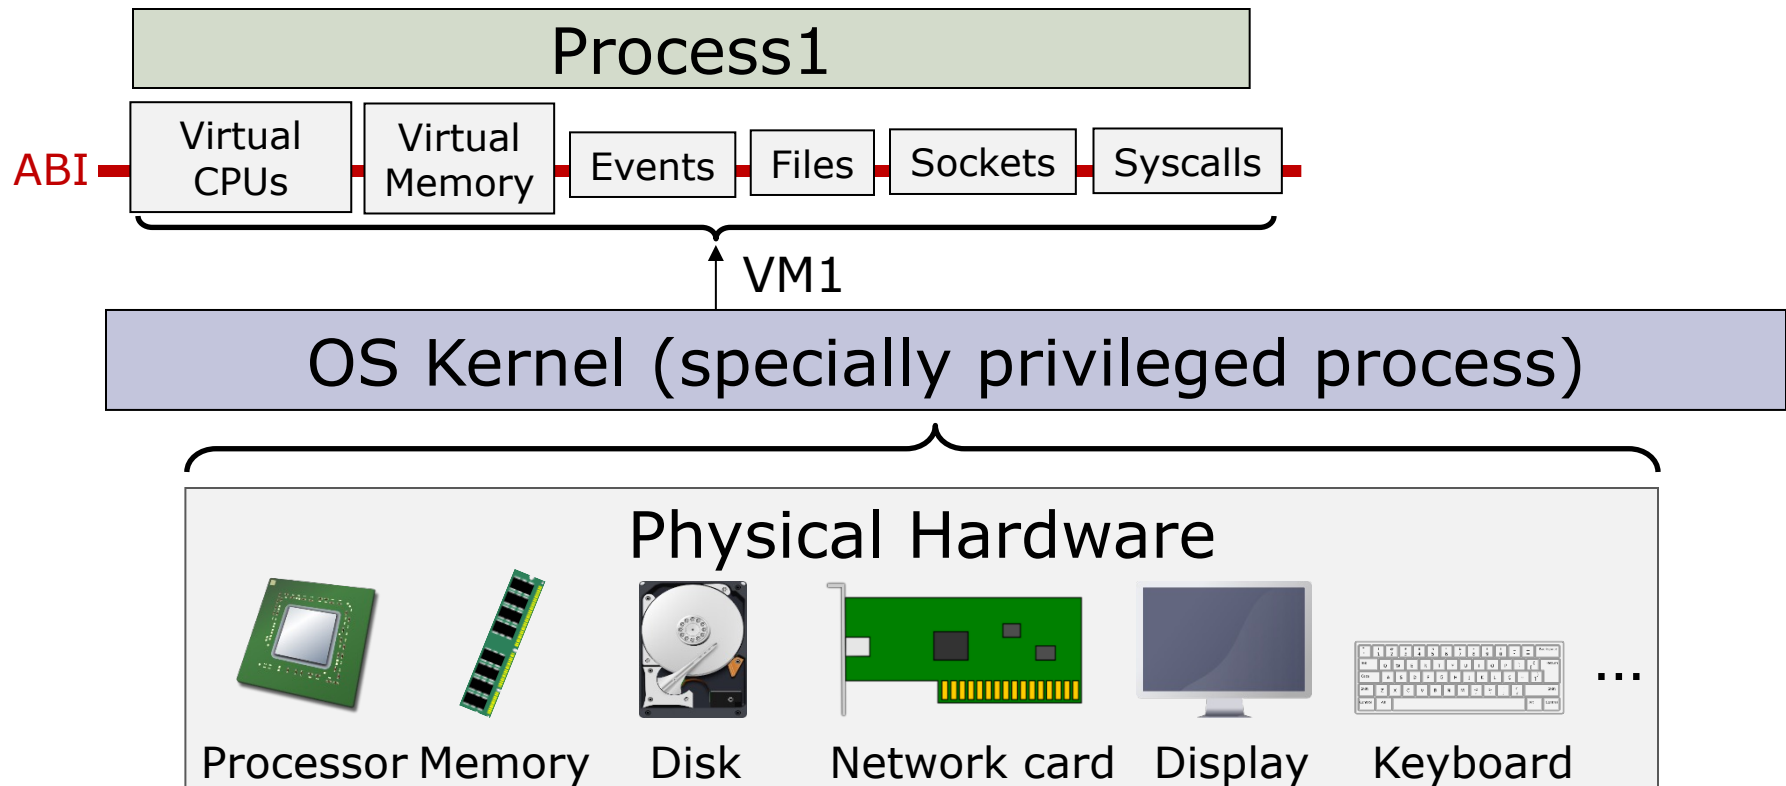 Process1
ABI
Virtual
CPUs
Virtual
Memory
Events
Files
Sockets
Syscalls
VM1
OS Kernel (specially privileged process)
Physical Hardware
...
Processor Memory Disk Network card Display Keyboard